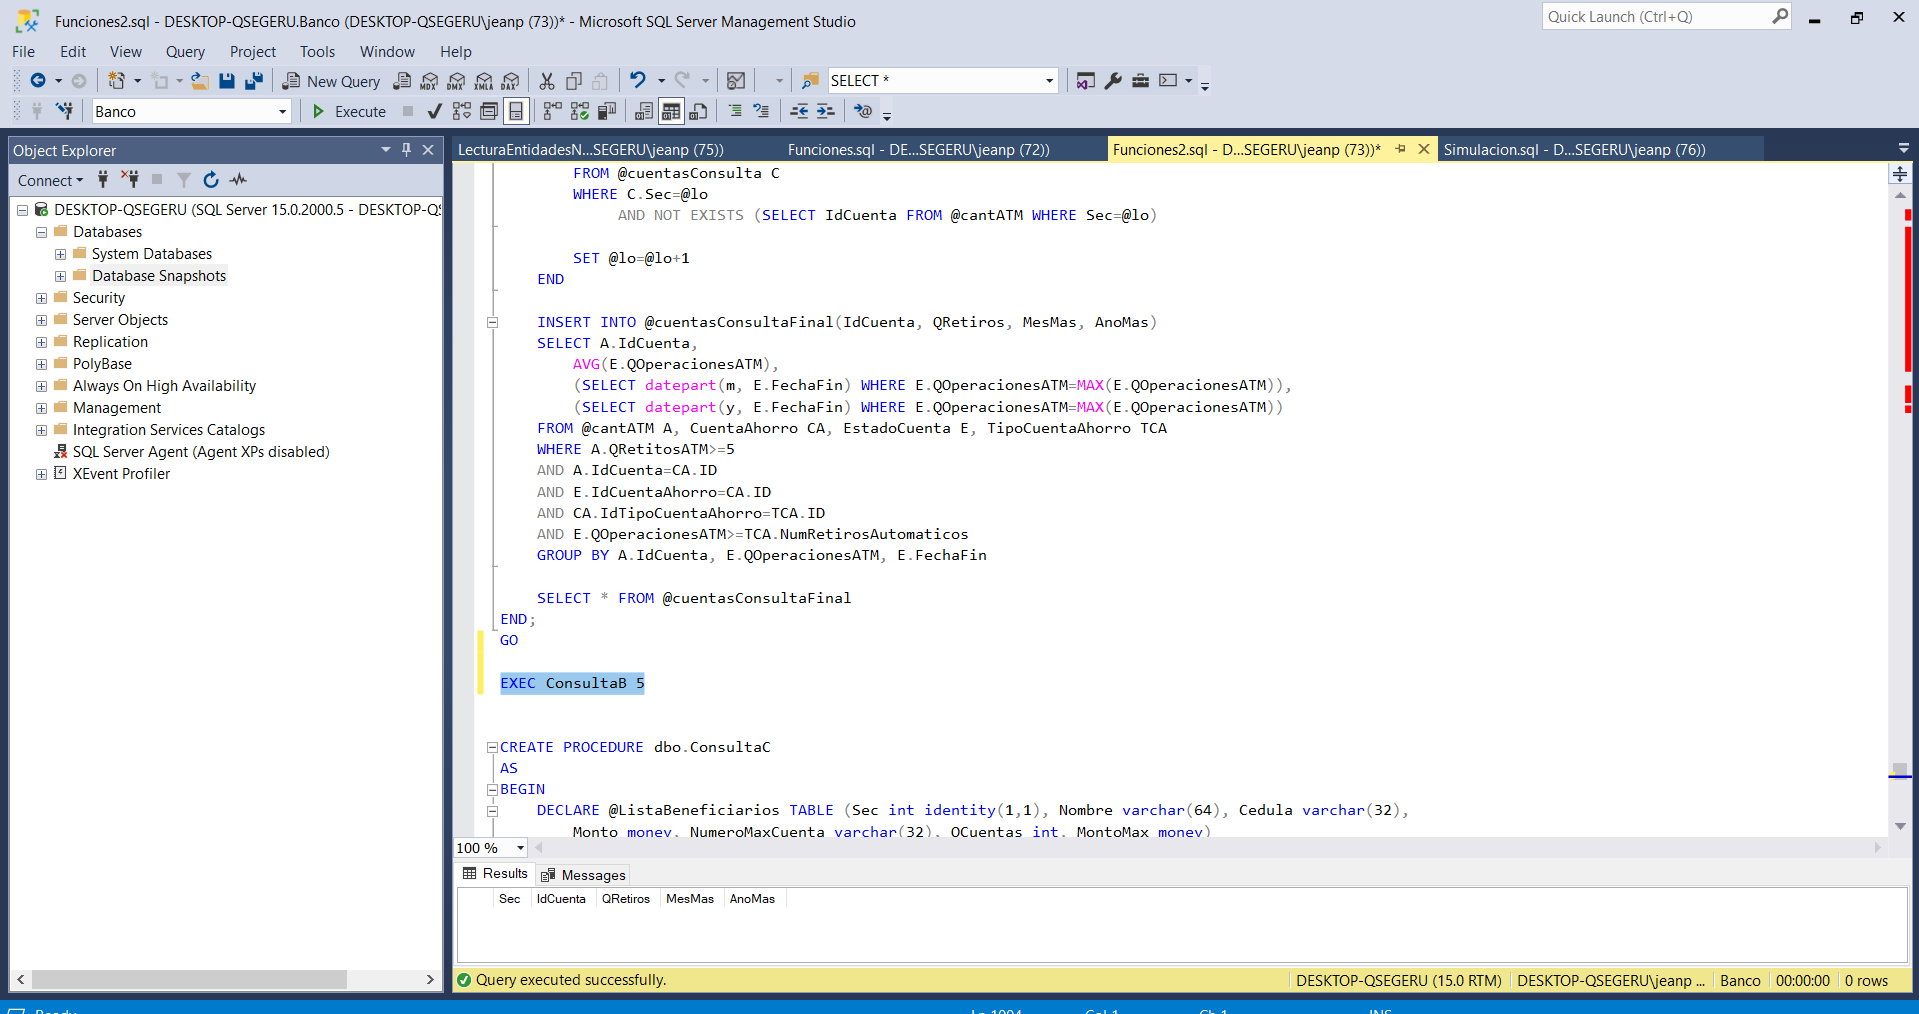 Funciones2.sql - DESKTOP-QSEGERU.Banco (DESKTOP-QSEGERU\jeanp (73))* - Microsoft SQL Server Management Studio
Quick Launch (Ctrl+Q)
File Edit View Query Project Tools Window Help
New Query MDX DMX XMLA DAX SELECT *
Banco Execute
Object Explorer
Connect
DESKTOP-QSEGERU (SQL Server 15.0.2000.5 - DESKTOP-QS
Databases
System Databases
Database Snapshots
Security
Server Objects
Replication
PolyBase
Always On High Availability
Management
Integration Services Catalogs
SQL Server Agent (Agent XPs disabled)
XEvent Profiler
LecturaEntidadesN...SEGERU\jeanp (75)) Funciones.sql - DE...SEGERU\jeanp (72)) Funciones2.sql - D...SEGERU\jeanp (73))* Simulacion.sql - D...SEGERU\jeanp (76))
FROM @cuentasConsulta C
WHERE C.Sec=@lo
AND NOT EXISTS (SELECT IdCuenta FROM @cantATM WHERE Sec=@lo)
SET @lo=@lo+1
END
INSERT INTO @cuentasConsultaFinal(IdCuenta, QRetiros, MesMas, AnoMas)
SELECT A.IdCuenta,
AVG(E.QOperacionesATM),
(SELECT datepart(m, E.FechaFin) WHERE E.QOperacionesATM=MAX(E.QOperacionesATM)),
(SELECT datepart(y, E.FechaFin) WHERE E.QOperacionesATM=MAX(E.QOperacionesATM))
FROM @cantATM A, CuentaAhorro CA, EstadoCuenta E, TipoCuentaAhorro TCA
WHERE A.QRetitosATM>=5
AND A.IdCuenta=CA.ID
AND E.IdCuentaAhorro=CA.ID
AND CA.IdTipoCuentaAhorro=TCA.ID
AND E.QOperacionesATM>=TCA.NumRetirosAutomaticos
GROUP BY A.IdCuenta, E.QOperacionesATM, E.FechaFin
SELECT * FROM @cuentasConsultaFinal
END;
GO
EXEC ConsultaB 5
CREATE PROCEDURE dbo.ConsultaC
AS
BEGIN
DECLARE @ListaBeneficiarios TABLE (Sec int identity(1,1), Nombre varchar(64), Cedula varchar(32),
Monto money, NumeroMaxCuenta varchar(32), QCuentas int, MontoMax money)
100 %
Results Messages
Sec IdCuenta QRetiros MesMas AnoMas
Query executed successfully. DESKTOP-QSEGERU (15.0 RTM) DESKTOP-QSEGERU\jeanp ... Banco 00:00:00 0 rows
Ready Ln 1004 Col 1 Ch 1 INS